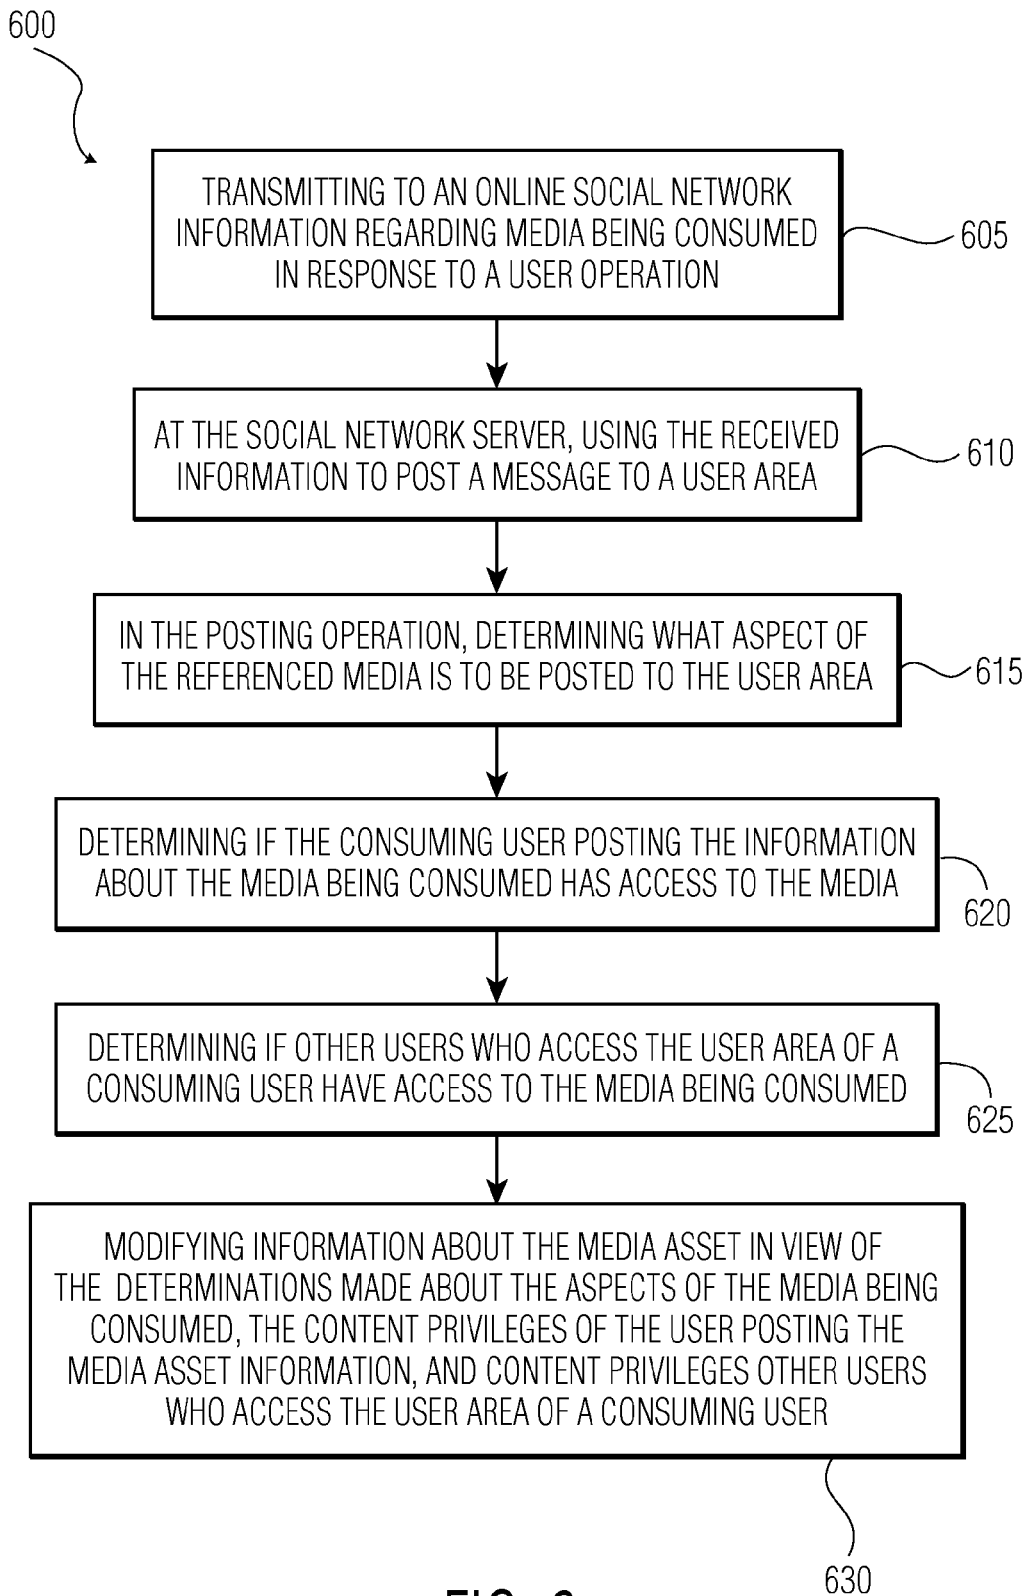 600
TRANSMITTING TO AN ONLINE SOCIAL NETWORK
INFORMATION REGARDING MEDIA BEING CONSUMED
IN RESPONSE TO A USER OPERATION
605
AT THE SOCIAL NETWORK SERVER, USING THE RECEIVED
INFORMATION TO POST A MESSAGE TO A USER AREA
610
IN THE POSTING OPERATION, DETERMINING WHAT ASPECT OF
THE REFERENCED MEDIA IS TO BE POSTED TO THE USER AREA
615
DETERMINING IF THE CONSUMING USER POSTING THE INFORMATION
ABOUT THE MEDIA BEING CONSUMED HAS ACCESS TO THE MEDIA
620
DETERMINING IF OTHER USERS WHO ACCESS THE USER AREA OF A
CONSUMING USER HAVE ACCESS TO THE MEDIA BEING CONSUMED
625
MODIFYING INFORMATION ABOUT THE MEDIA ASSET IN VIEW OF
THE DETERMINATIONS MADE ABOUT THE ASPECTS OF THE MEDIA BEING
CONSUMED, THE CONTENT PRIVILEGES OF THE USER POSTING THE
MEDIA ASSET INFORMATION, AND CONTENT PRIVILEGES OTHER USERS
WHO ACCESS THE USER AREA OF A CONSUMING USER
630